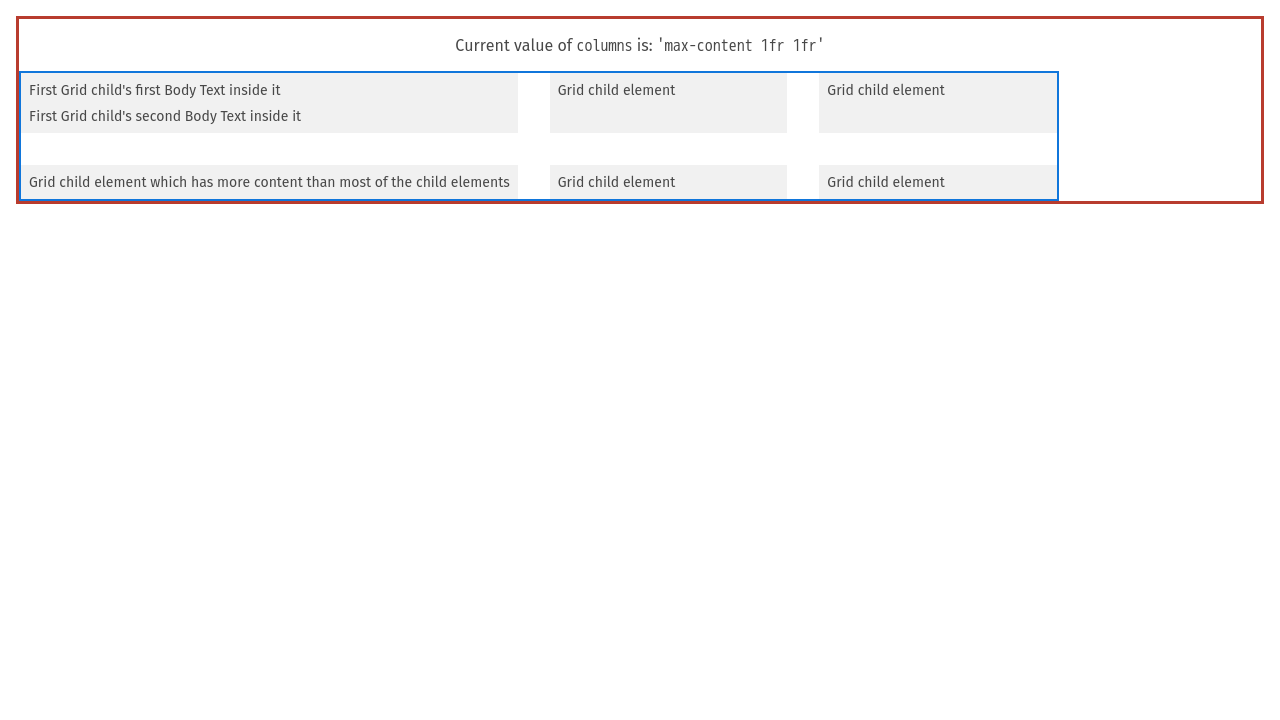 Current value of columns is: 'max-content 1fr 1fr'
First Grid child's first Body Text inside it
First Grid child's second Body Text inside it
Grid child element
Grid child element
Grid child element which has more content than most of the child elements
Grid child element
Grid child element